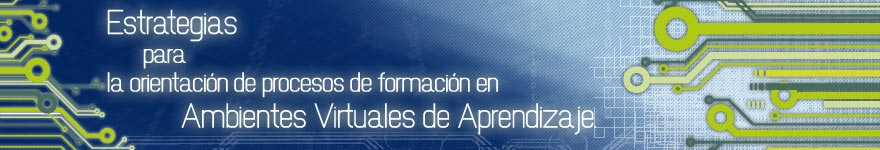 Estrategias
para
la orientación de procesos de formación en
Ambientes Virtuales de Aprendizaje